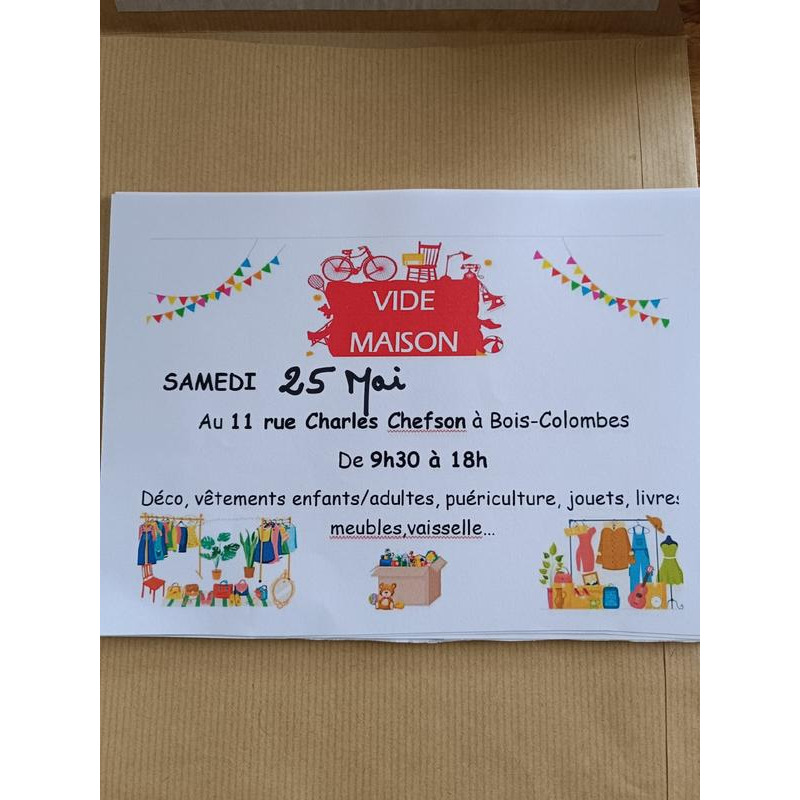 VIDE
MAISON
SAMEDI 25 Mai
Au 11 rue Charles Chefson à Bois-Colombes
De 9h30 à 18h
Déco, vêtements enfants/adultes, puériculture, jouets, livres
meubles,vaisselle...